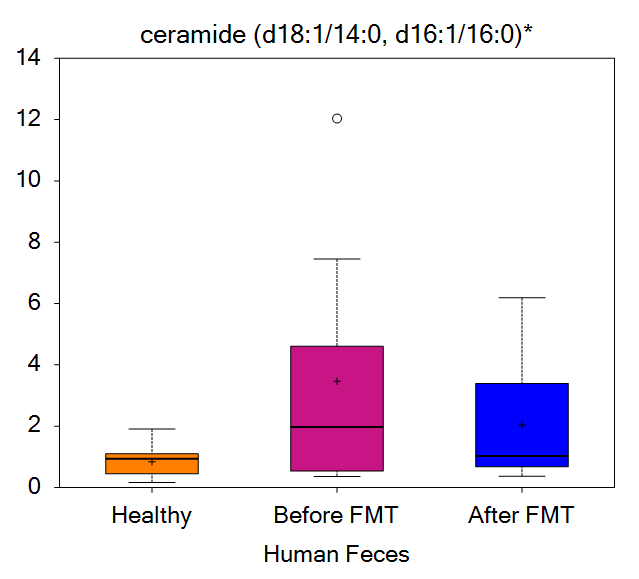 ceramide (d18:1/14:0, d16:1/16:0)*
14
12
10
8
6
4
2
0
Healthy Before FMT After FMT
Human Feces